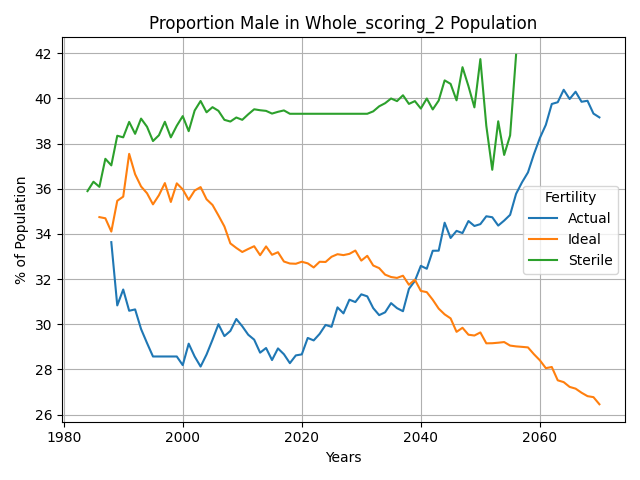 Proportion Male in Whole_scoring_2 Population
% of Population
42
40
38
36
34
32
30
28
26
Fertility
Actual
Ideal
Sterile
1980
2000
2020
2040
2060
Years